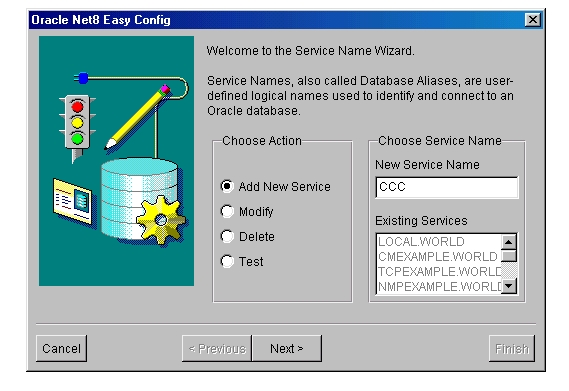 Oracle Net8 Easy Config
Welcome to the Service Name Wizard.
Service Names, also called Database Aliases, are user-
defined logical names used to identify and connect to an
Oracle database.
Choose Action
Add New Service
Modify
Delete
Test
Choose Service Name
New Service Name
CCC
Existing Services
LOCAL.WORLD
CMEXAMPLE.WORLD
TCPEXAMPLE.WORLD
NMPEXAMPLE.WORLD
Cancel
< Previous
Next >
Finish